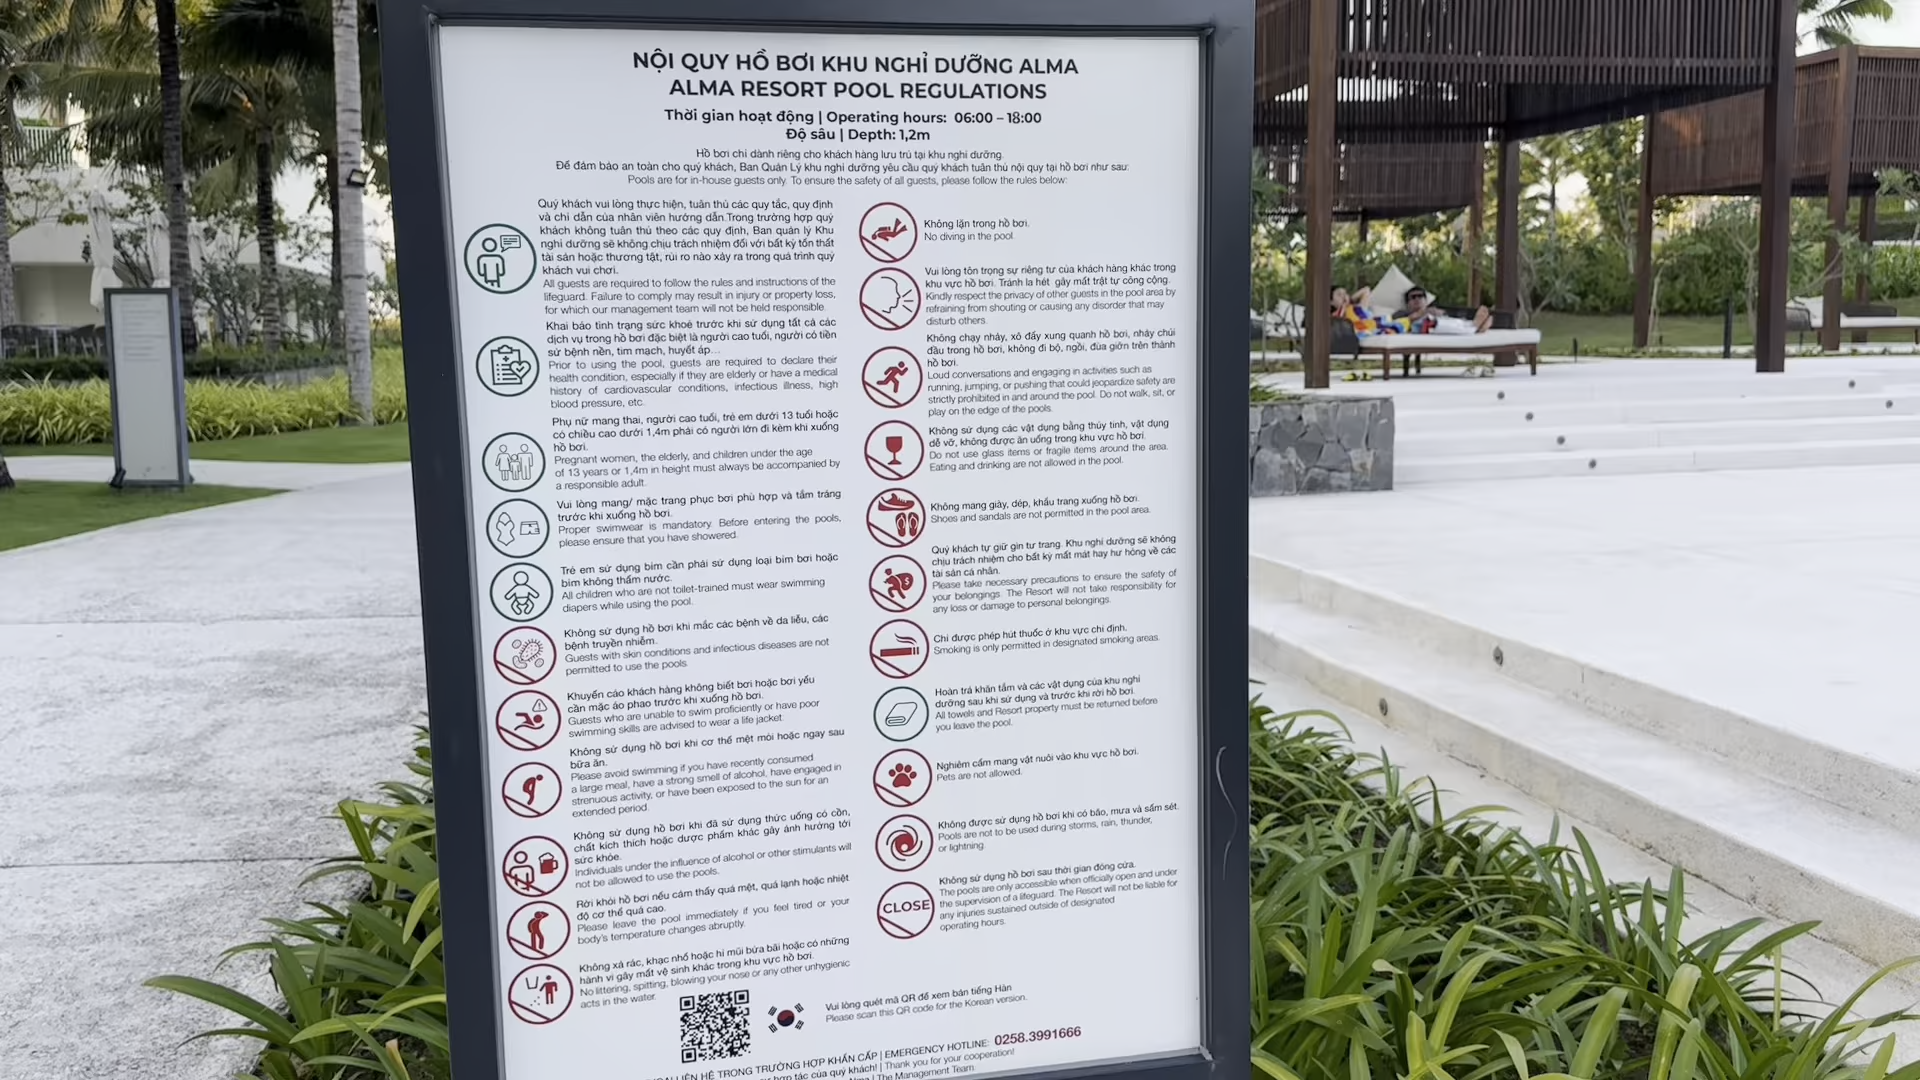 NỘI QUY HỒ BƠI KHU NGHỈ DƯỠNG ALMA
ALMA RESORT POOL REGULATIONS
Thời gian hoạt động | Operating hours: 06:00 – 18:00
Độ sâu | Depth: 1,2m
Hồ bơi chỉ dành riêng cho khách hàng lưu trú tại khu nghỉ dưỡng.
Để đảm bảo an toàn cho quý khách, Ban Quản Lý khu nghỉ dưỡng yêu cầu quý khách tuân thủ nội quy tại hồ bơi như sau:
Pools are for in-house guests only. To ensure the safety of all guests, please follow the rules below:
Quý khách vui lòng thực hiện, tuân thủ các quy tắc, quy định
và chỉ dẫn của nhân viên hướng dẫn.Trong trường hợp quý
khách không tuân thủ theo các quy định, Ban quản lý Khu
nghỉ dưỡng sẽ không chịu trách nhiệm đối với bất kỳ tổn thất
tài sản hoặc thương tật, rủi ro nào xảy ra trong quá trình quý
khách vui chơi.
All guests are required to follow the rules and instructions of the
lifeguard. Failure to comply may result in injury or property loss,
for which our management team will not be held responsible.
Khai báo tình trạng sức khoẻ trước khi sử dụng tất cả các
dịch vụ trong hồ bơi đặc biệt là người cao tuổi, người có tiền
sử bệnh nền, tim mạch, huyết áp...
Prior to using the pool, guests are required to declare their
health condition, especially if they are elderly or have a medical
history of cardiovascular conditions, infectious illness, high
blood pressure, etc.
Phụ nữ mang thai, người cao tuổi, trẻ em dưới 13 tuổi hoặc
có chiều cao dưới 1,4m phải có người lớn đi kèm khi xuống
hồ bơi.
Pregnant women, the elderly, and children under the age
of 13 years or 1,4m in height must always be accompanied by
a responsible adult.
Vui lòng mang/ mặc trang phục bơi phù hợp và tắm tráng
trước khi xuống hồ bơi.
Proper swimwear is mandatory. Before entering the pools,
please ensure that you have showered.
Trẻ em sử dụng bỉm cần phải sử dụng loại bỉm bơi hoặc
bỉm không thấm nước.
All children who are not toilet-trained must wear swimming
diapers while using the pool.
Không sử dụng hồ bơi khi mắc các bệnh về da liễu, các
bệnh truyền nhiễm.
Guests with skin conditions and infectious diseases are not
permitted to use the pools.
Khuyến cáo khách hàng không biết bơi hoặc bơi yếu
cần mặc áo phao trước khi xuống hồ bơi.
Guests who are unable to swim proficiently or have poor
swimming skills are advised to wear a life jacket.
Không sử dụng hồ bơi khi cơ thể mệt mỏi hoặc ngay sau
bữa ăn.
Please avoid swimming if you have recently consumed
a large meal, have a strong smell of alcohol, have engaged in
strenuous activity, or have been exposed to the sun for an
extended period.
Không sử dụng hồ bơi khi đã sử dụng thức uống có cồn,
chất kích thích hoặc dược phẩm khác gây ảnh hưởng tới
sức khỏe.
Individuals under the influence of alcohol or other stimulants will
not be allowed to use the pools.
Rời khỏi hồ bơi nếu cảm thấy quá mệt, quá lạnh hoặc nhiệt
độ cơ thể quá cao.
Please leave the pool immediately if you feel tired or your
body's temperature changes abruptly.
Không xả rác, khạc nhổ hoặc hỉ mũi bừa bãi hoặc có những
hành vi gây mất vệ sinh khác trong khu vực hồ bơi.
No littering, spitting, blowing your nose or any other unhygienic
acts in the water.
Không lặn trong hồ bơi.
No diving in the pool.
Vui lòng tôn trọng sự riêng tư của khách hàng khác trong
khu vực hồ bơi. Tránh la hét gây mất trật tự công cộng.
Kindly respect the privacy of other guests in the pool area by
refraining from shouting or causing any disorder that may
disturb others.
Không chạy nhảy, xô đẩy xung quanh hồ bơi, nhảy chúi
đầu trong hồ bơi, không đi bộ, ngồi, đùa giỡn trên thành
hồ bơi.
Loud conversations and engaging in activities such as
running, jumping, or pushing that could jeopardize safety are
strictly prohibited in and around the pool. Do not walk, sit, or
play on the edge of the pools.
Không sử dụng các vật dụng bằng thủy tinh, vật dụng
dễ vỡ, không được ăn uống trong khu vực hồ bơi.
Do not use glass items or fragile items around the area.
Eating and drinking are not allowed in the pool.
Không mang giày, dép, khẩu trang xuống hồ bơi.
Shoes and sandals are not permitted in the pool area.
Quý khách tự giữ gìn tư trang. Khu nghỉ dưỡng sẽ không
chịu trách nhiệm cho bất kỳ mất mát hay hư hỏng về các
tài sản cá nhân.
Please take necessary precautions to ensure the safety of
your belongings. The Resort will not take responsibility for
any loss or damage to personal belongings.
Chỉ được phép hút thuốc ở khu vực chỉ định.
Smoking is only permitted in designated smoking areas.
Hoàn trả khăn tắm và các vật dụng của khu nghỉ
dưỡng sau khi sử dụng và trước khi rời hồ bơi.
All towels and Resort property must be returned before
you leave the pool.
Nghiêm cấm mang vật nuôi vào khu vực hồ bơi.
Pets are not allowed.
Không được sử dụng hồ bơi khi có bão, mưa và sấm sét.
Pools are not to be used during storms, rain, thunder,
or lightning.
CLOSE
Không sử dụng hồ bơi sau thời gian đóng cửa.
The pools are only accessible when officially open and under
the supervision of a lifeguard. The Resort will not be liable for
any injuries sustained outside of designated
operating hours.
Vui lòng quét mã QR để xem bản tiếng Hàn
Please scan this QR code for the Korean version.
LIÊN HỆ TRONG TRƯỜNG HỢP KHẨN CẤP | EMERGENCY HOTLINE: 0258.3991666
hợp tác của quý khách! | Thank you for your cooperation!
Alma | The Management Team